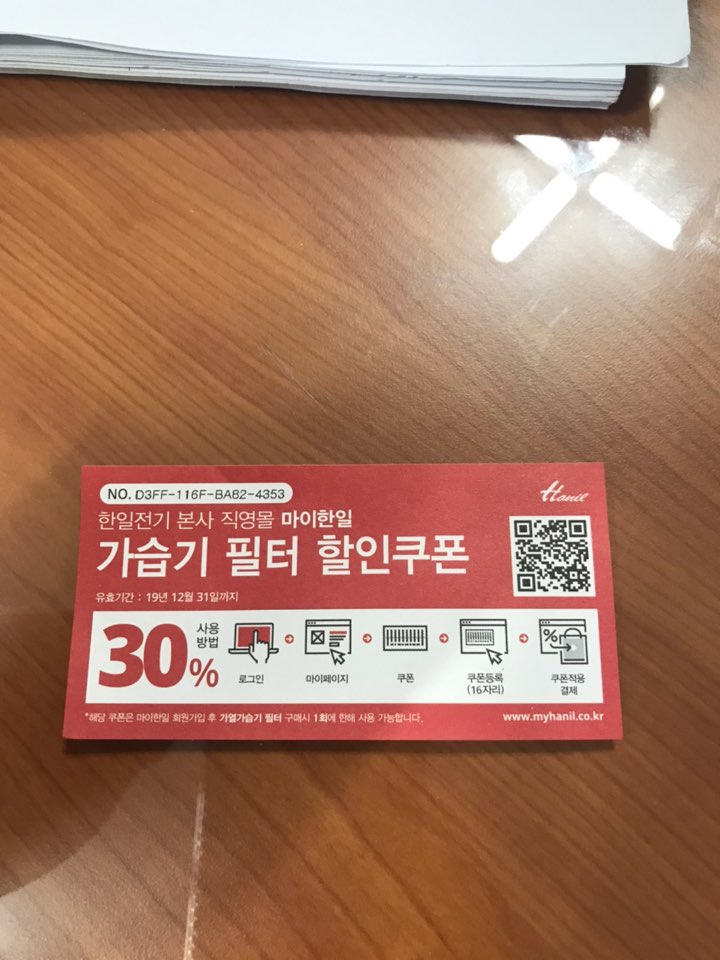 NO. D3FF-116F-BA82-4353
Hanil
한일전기 본사 직영몰 마이한일
가습기 필터 할인쿠폰
유효기간 : 19년 12월 31일까지
30%
사용
방법
로그인
마이페이지
쿠폰
쿠폰등록
(16자리)
%
쿠폰적용
결제
*해당 쿠폰은 마이한일 회원가입 후 가열가습기 필터 구매시 1회에 한해 사용 가능합니다.
www.myhanil.co.kr